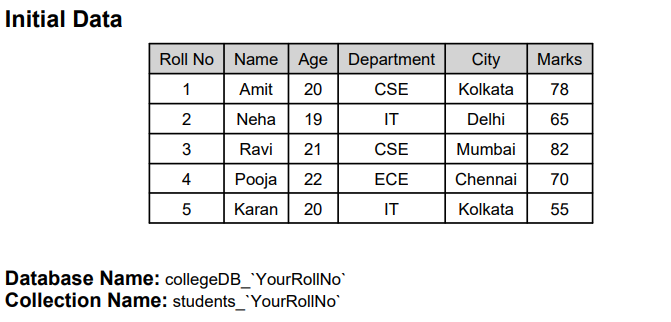 Initial Data
Roll No Name Age Department City Marks
1 Amit 20 CSE Kolkata 78
2 Neha 19 IT Delhi 65
3 Ravi 21 CSE Mumbai 82
4 Pooja 22 ECE Chennai 70
5 Karan 20 IT Kolkata 55
Database Name: collegeDB_`YourRollNo`
Collection Name: students_`YourRollNo`